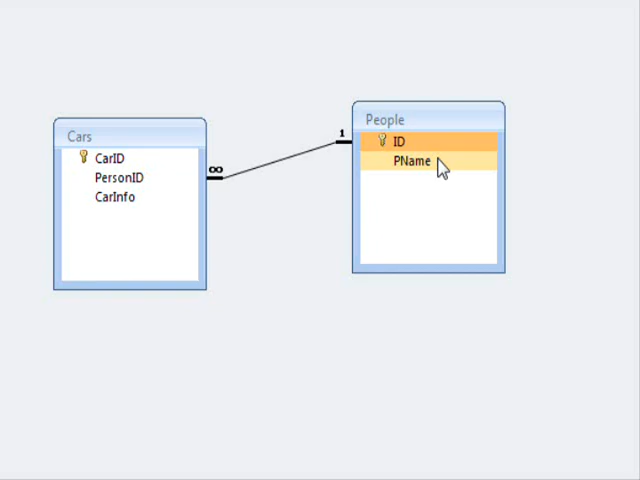 Cars
CarID
PersonID
CarInfo
∞
1
People
ID
PName